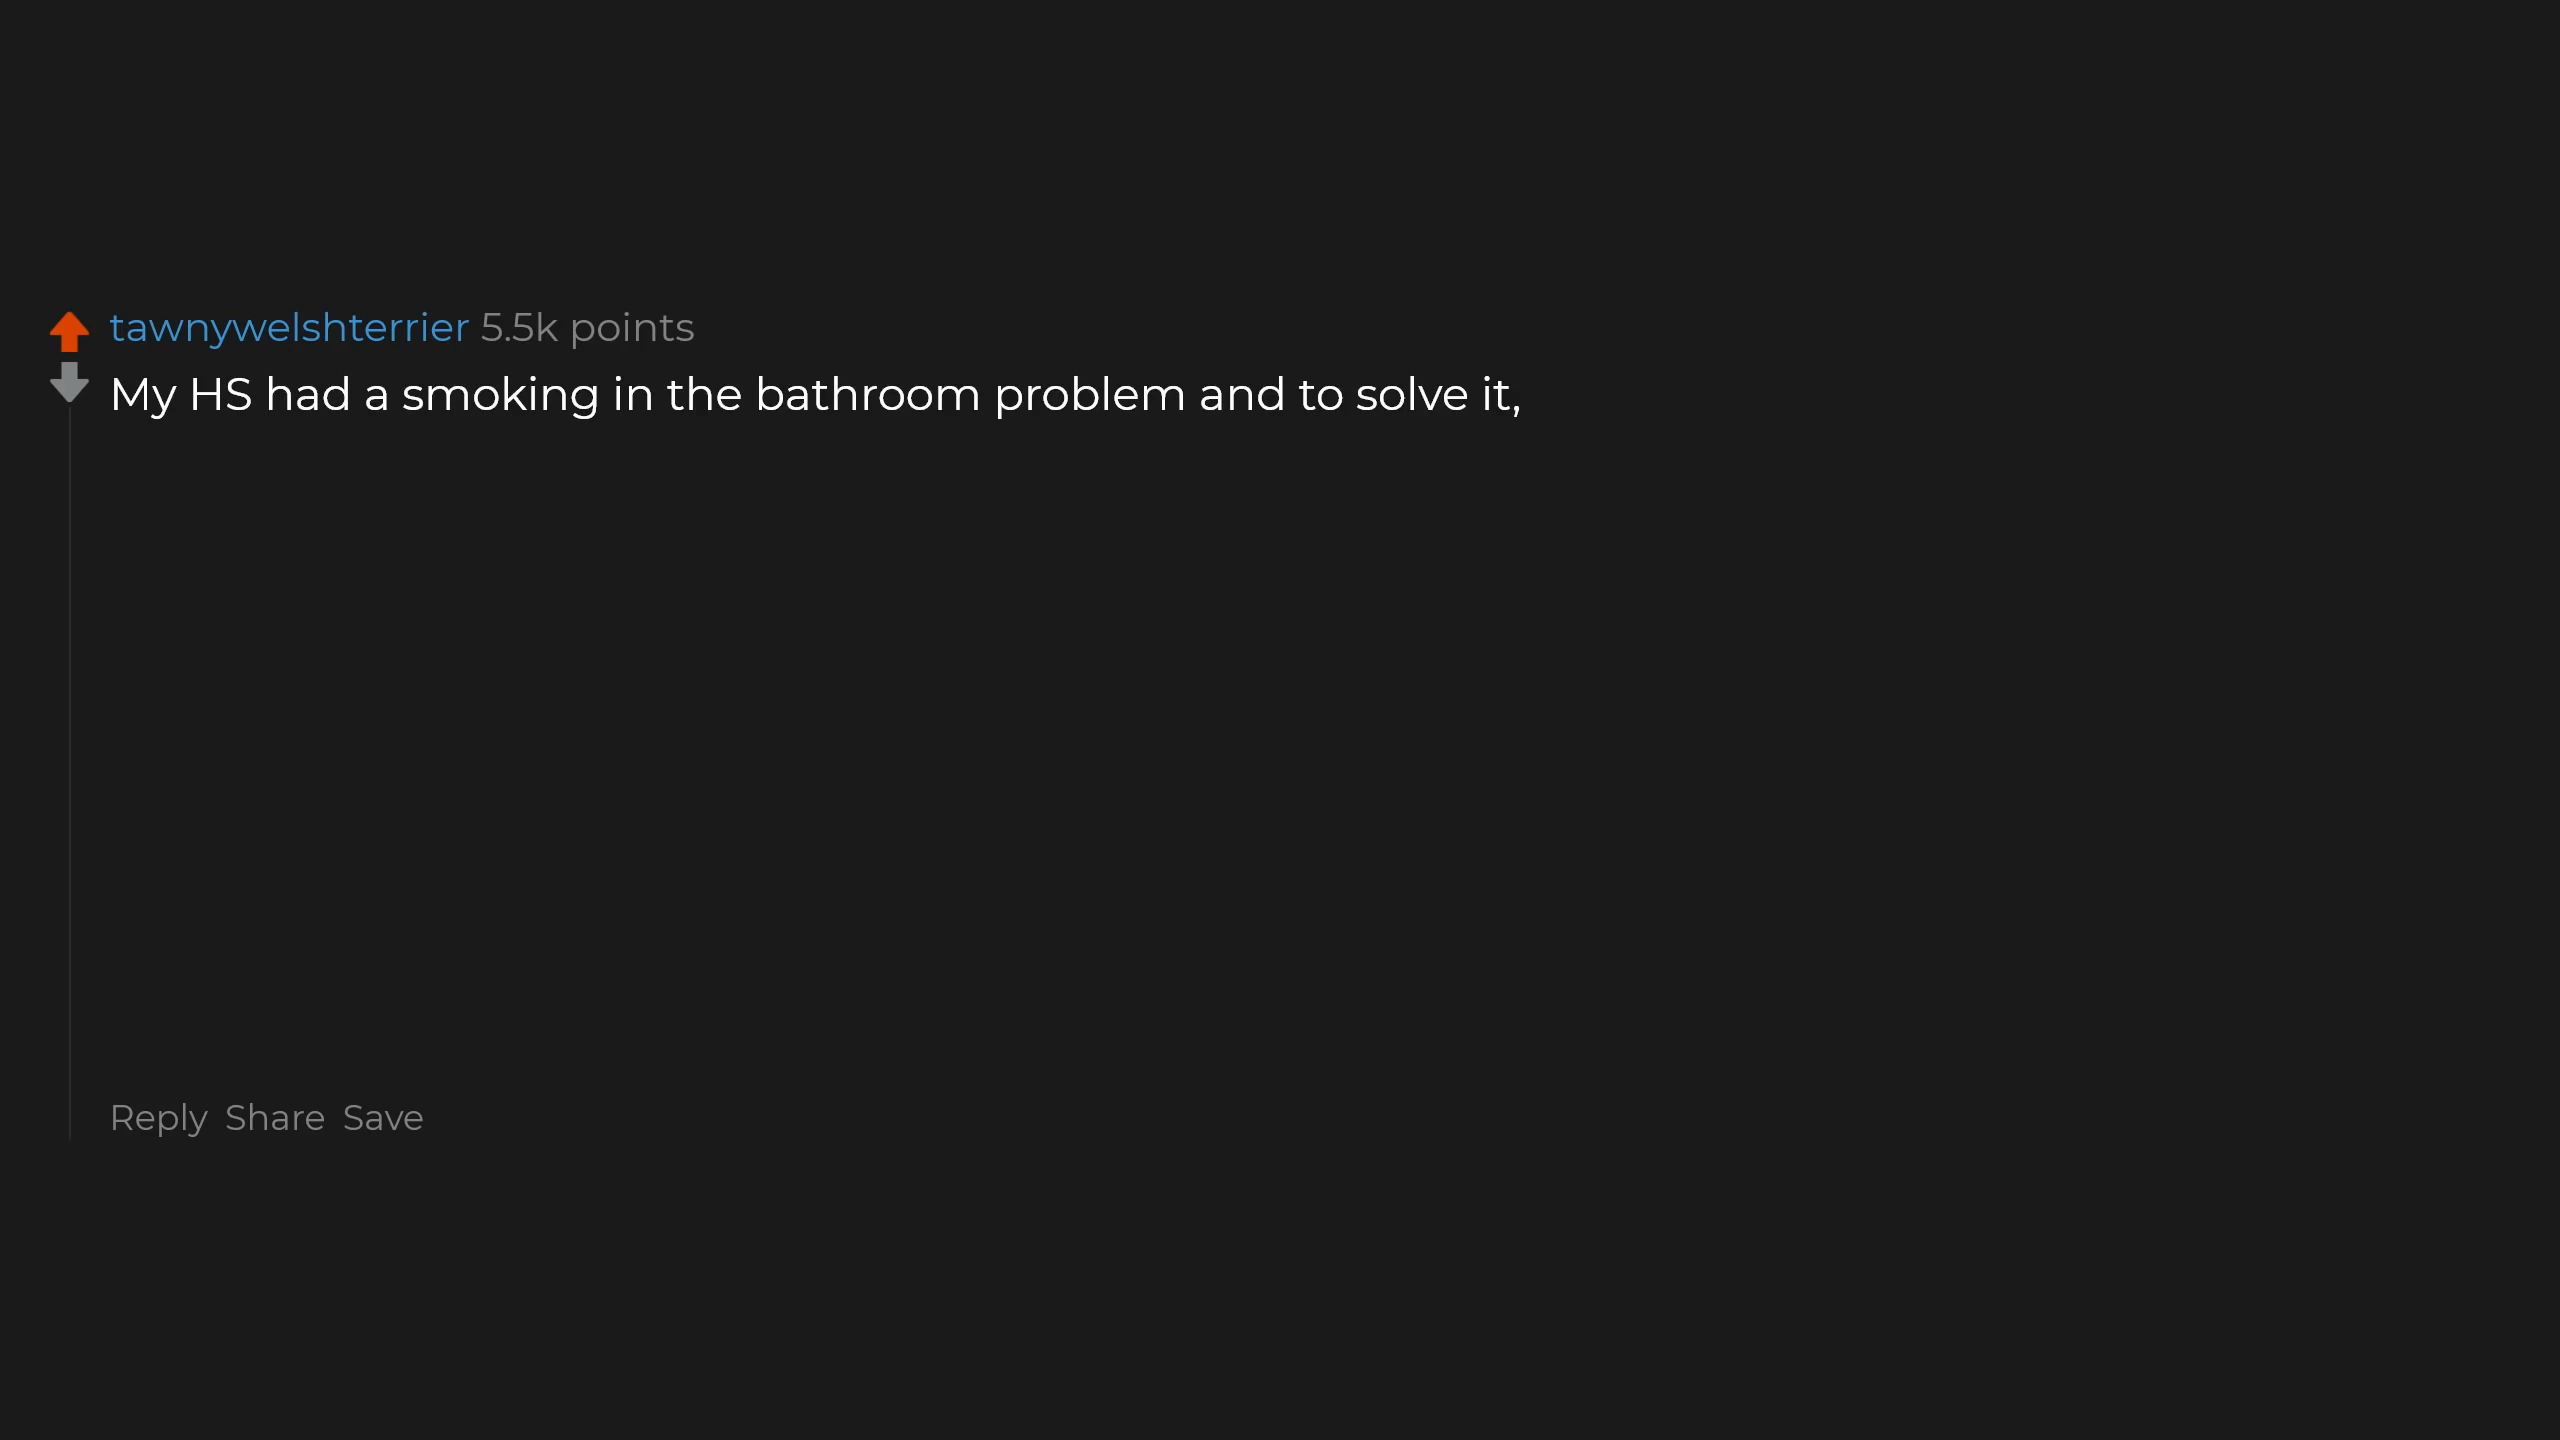 tawnywelshterrier 5.5k points
My HS had a smoking in the bathroom problem and to solve it,
Reply Share Save